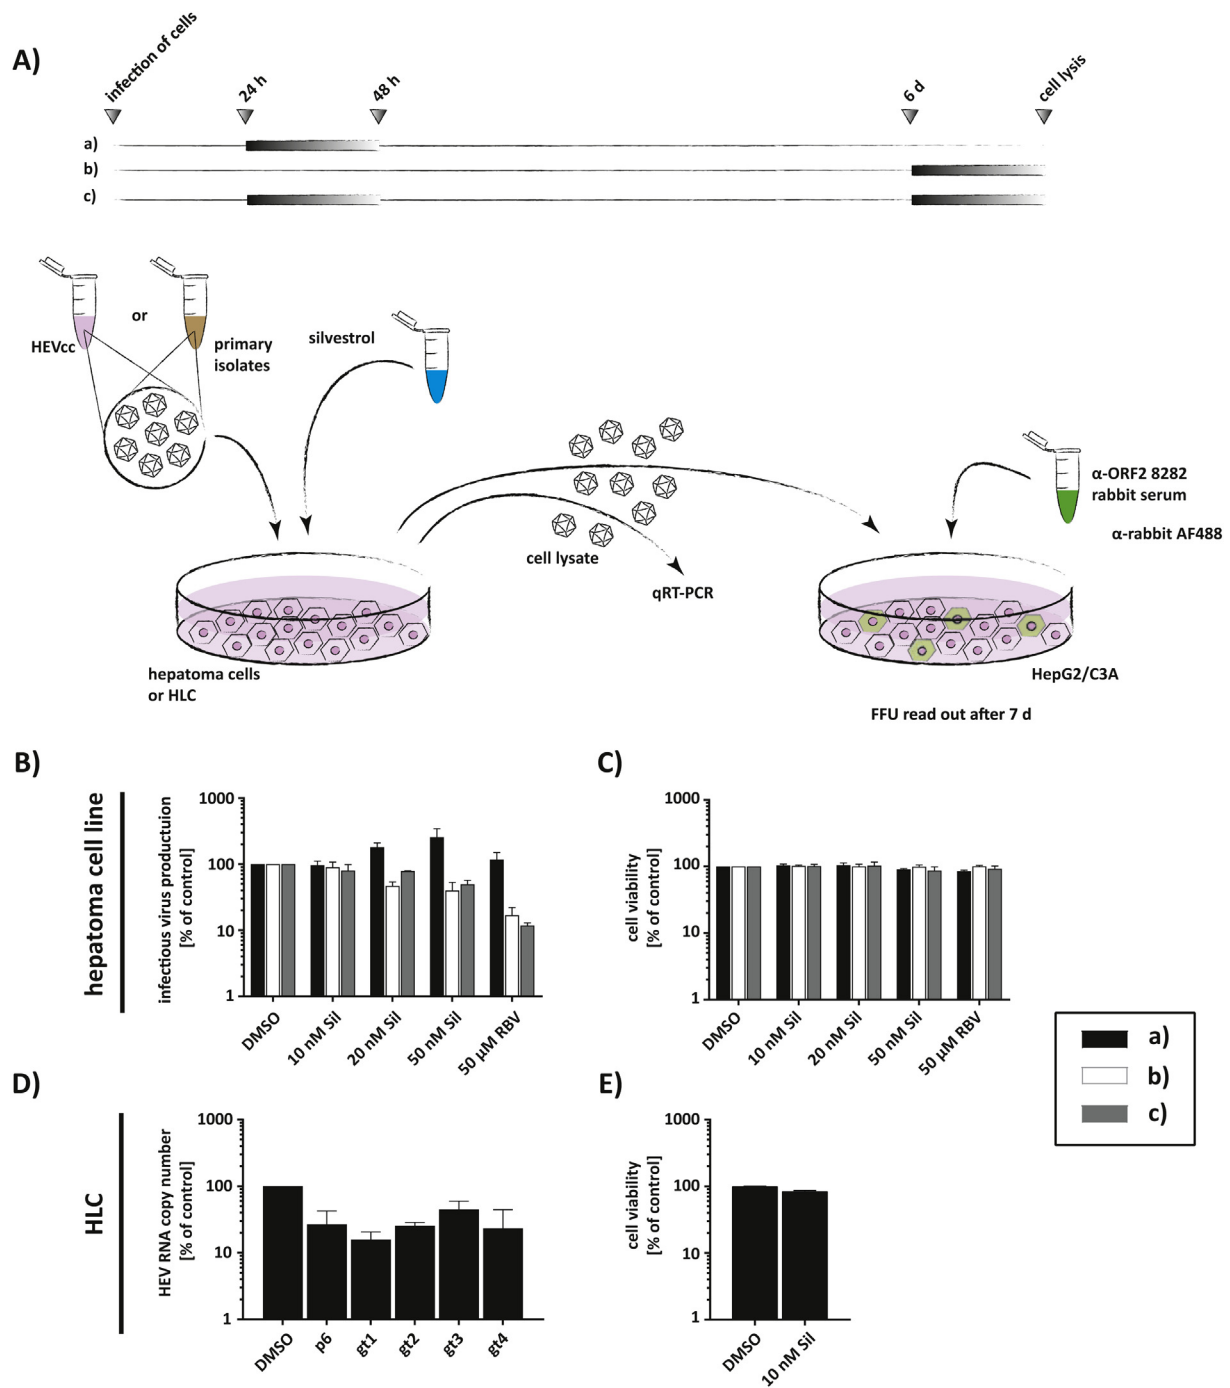 A)
infection of cells
24 h
48 h
6 d
cell lysis
a)
b)
c)
HEVcc
or
primary
isolates
silvestrol
cell lysate
qRT-PCR
α-ORF2 8282
rabbit serum
α-rabbit AF488
hepatoma cells
or HLC
HepG2/C3A
FFU read out after 7 d
B)
hepatoma cell line
infectious virus productuion
[% of control]
1000
100
10
1
DMSO
10 nM Sil
20 nM Sil
50 nM Sil
50 µM RBV
C)
cell viability
[% of control]
1000
100
10
1
DMSO
10 nM Sil
20 nM Sil
50 nM Sil
50 µM RBV
a)
b)
c)
D)
HLC
HEV RNA copy number
[% of control]
1000
100
10
1
DMSO
p6
gt1
gt2
gt3
gt4
E)
cell viability
[% of control]
1000
100
10
1
DMSO
10 nM Sil